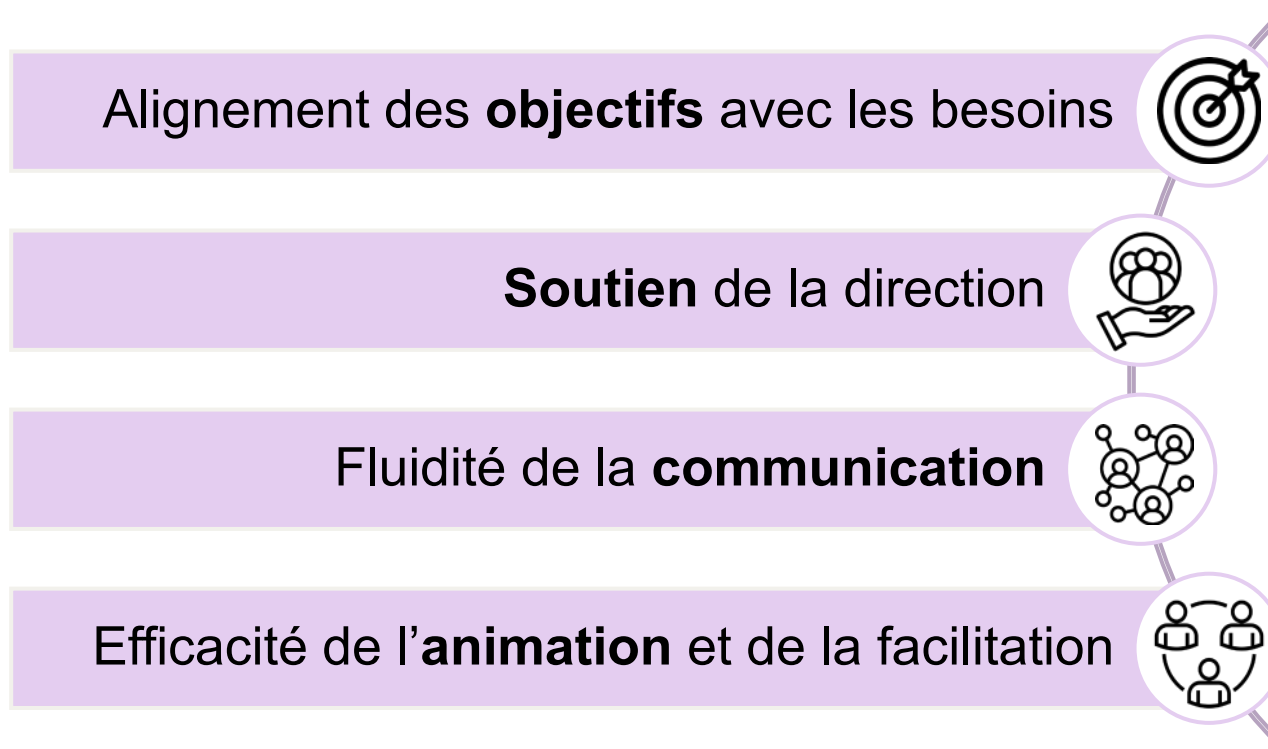 Alignement des objectifs avec les besoins
Soutien de la direction
Fluidité de la communication
Efficacité de l’animation et de la facilitation